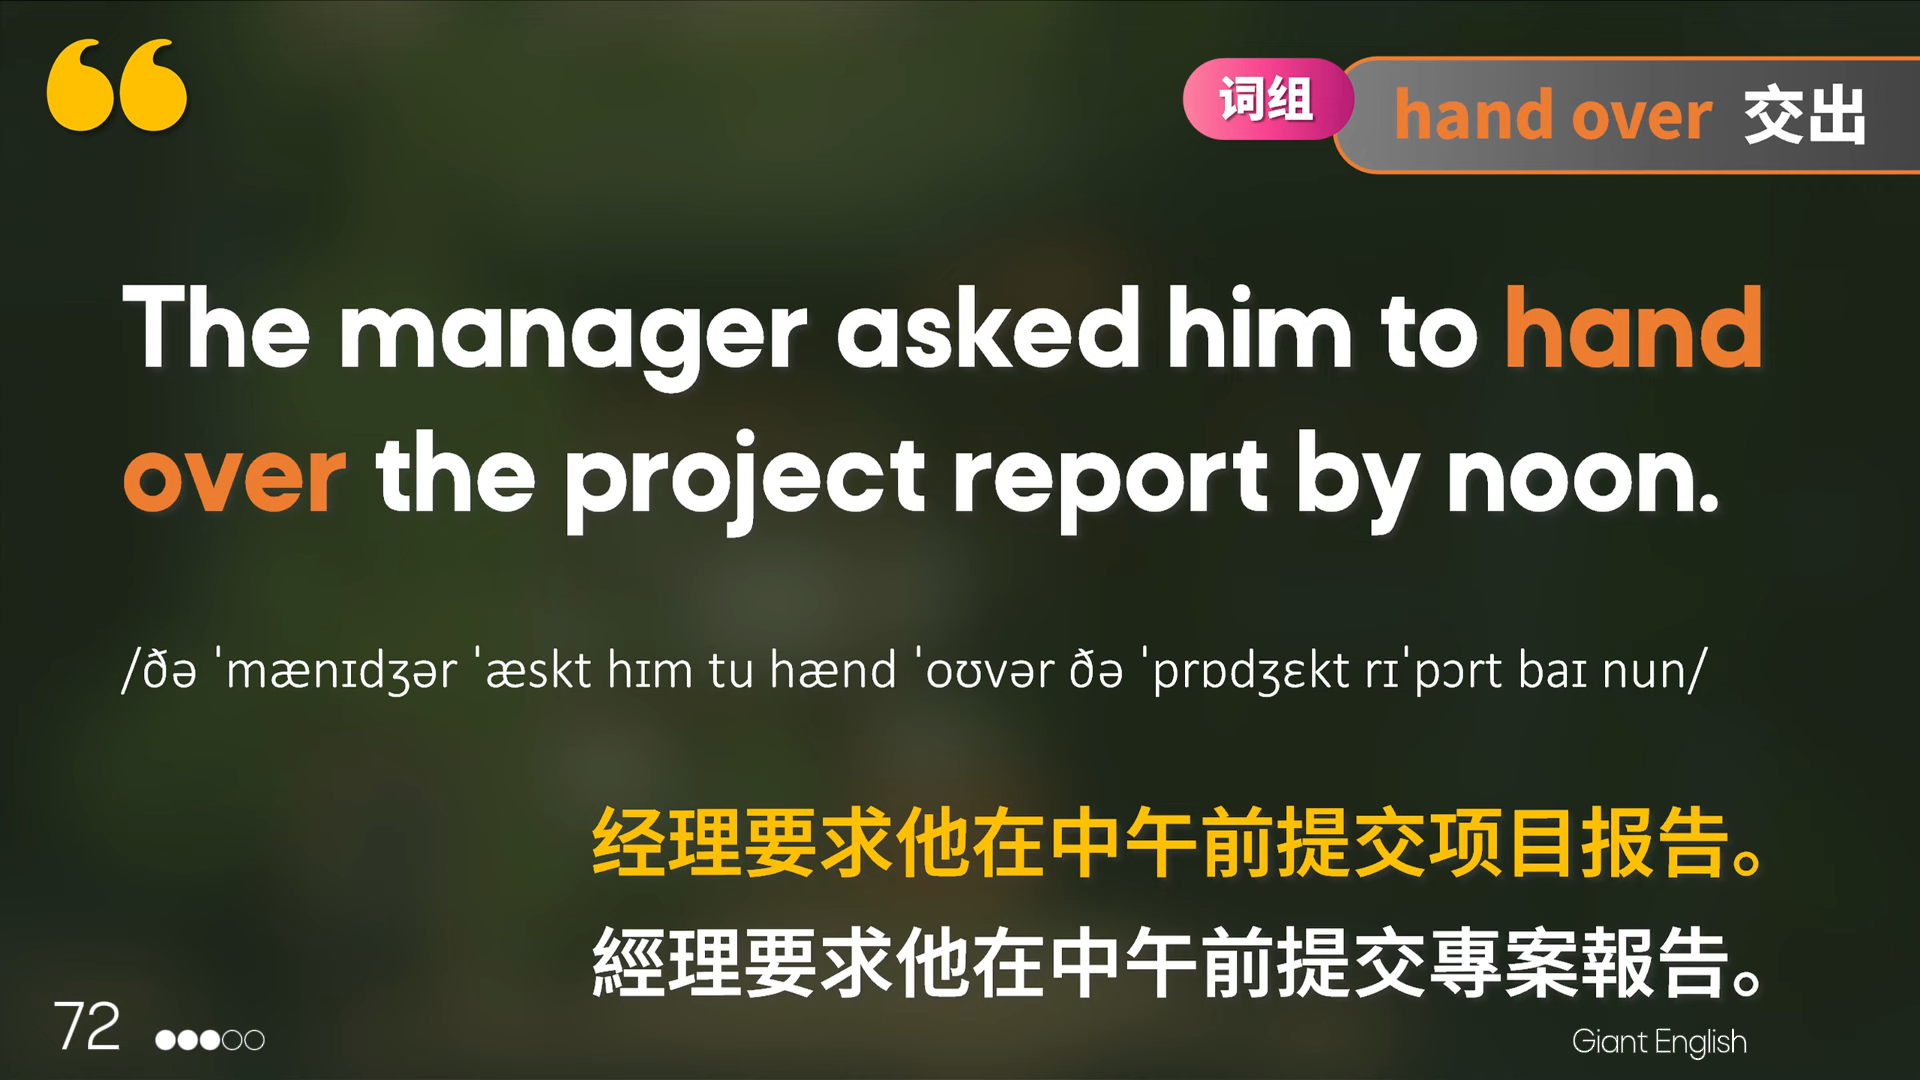 词组
hand over 交出
The manager asked him to hand
over the project report by noon.
/ðə ˈmænɪdʒər ˈæskt hɪm tu hænd ˈoʊvər ðə ˈprɒdʒɛkt rɪˈpɔrt baɪ nun/
经理要求他在中午前提交项目报告。
經理要求他在中午前提交專案報告。
72
Giant English